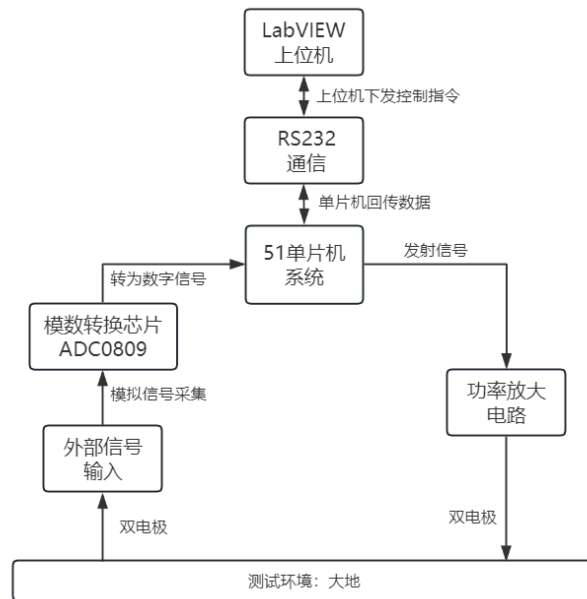 LabVIEW
上位机
上位机下发控制指令
RS232
通信
单片机回传数据
51单片机
系统
转为数字信号
发射信号
模数转换芯片
ADC0809
功率放大
电路
模拟信号采集
外部信号
输入
双电极
双电极
测试环境：大地